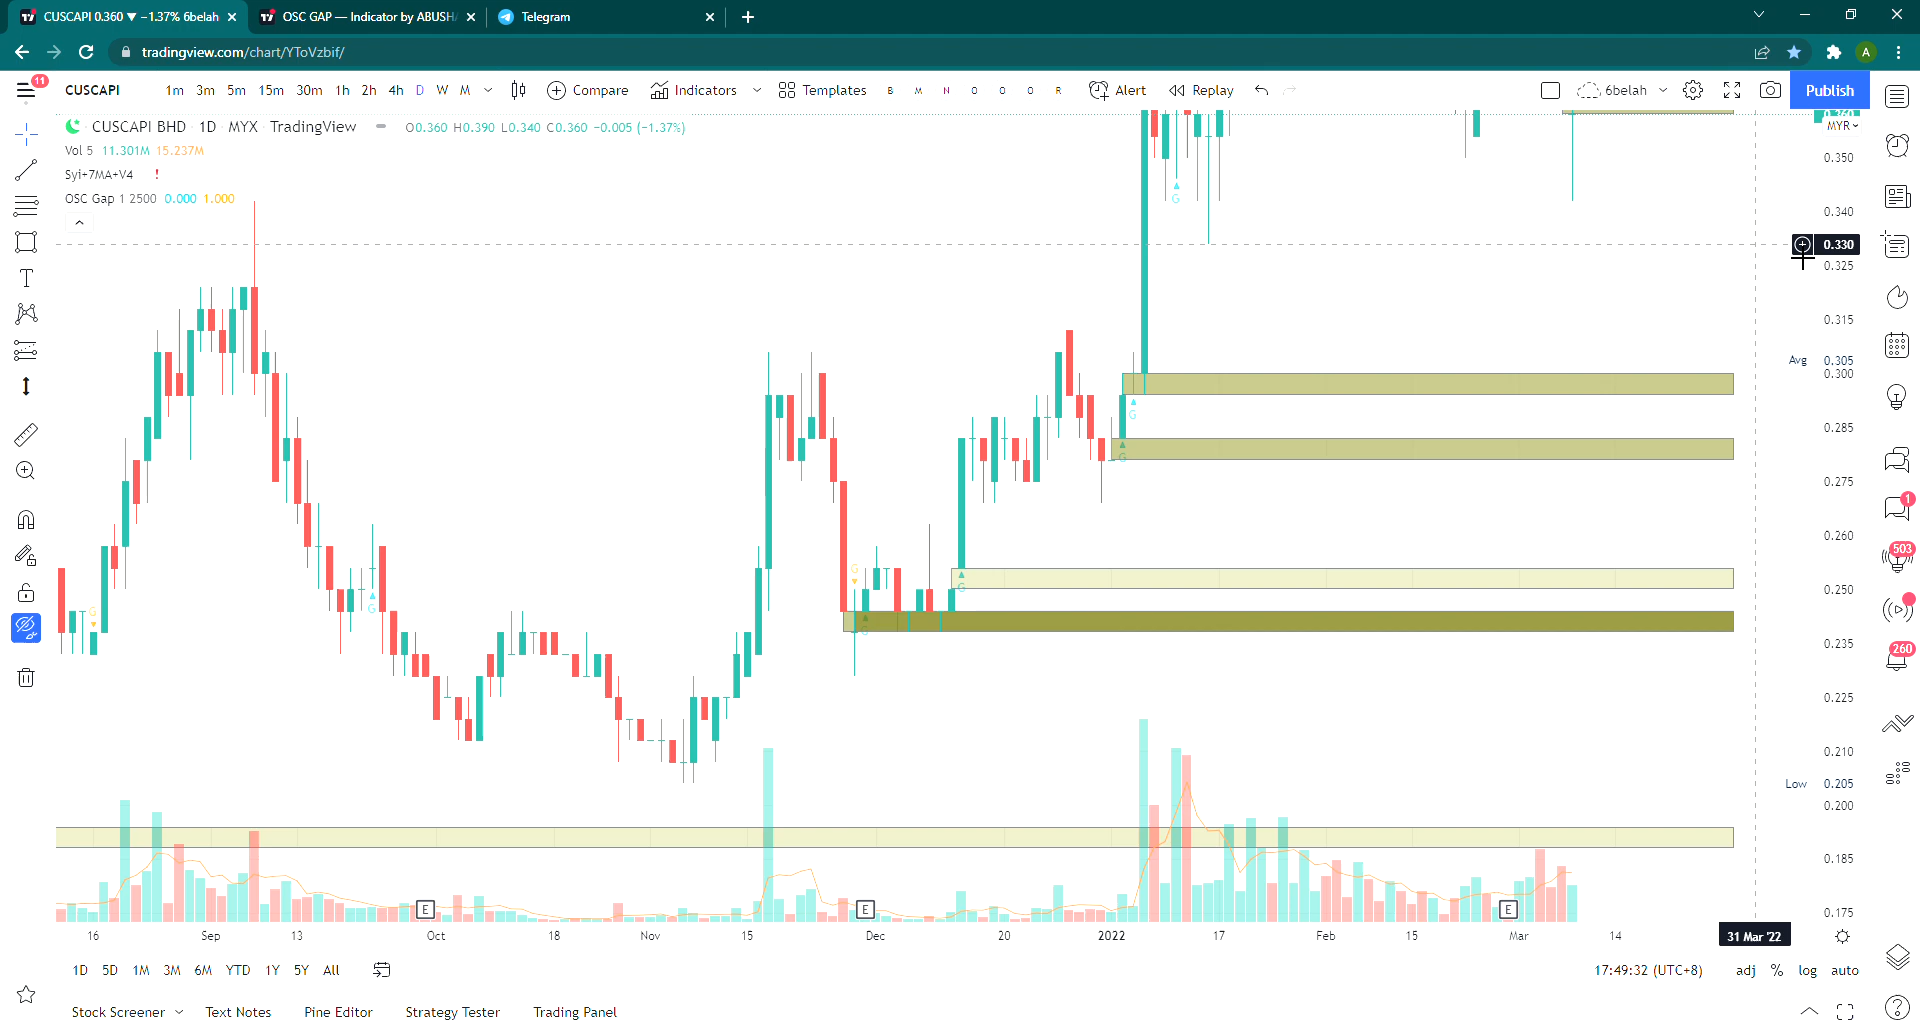 CUSCAPI 0.360 ▼ −1.37% 6belah
OSC GAP — Indicator by ABUSHA
Telegram
tradingview.com/chart/YToVzbif/
A
11
CUSCAPI
1m 3m 5m 15m 30m 1h 2h 4h D W M
Compare
Indicators
Templates
B M N O O O R
Alert
Replay
6belah
Publish
CUSCAPI BHD 1D MYX TradingView
O0.360 H0.390 L0.340 C0.360 −0.005 (−1.37%)
Vol 5 11.301M 15.237M
Syi+7MA+V4 !
OSC Gap 1 2500 0.000 1.000
0.360
MYR
0.350
0.340
0.330
0.325
0.315
Avg 0.305
0.300
0.285
0.275
0.260
0.250
0.235
0.225
0.210
Low 0.205
0.200
0.185
0.175
G
G
G
G
G
G
G
G
E
E
E
16 Sep 13 Oct 18 Nov 15 Dec 20 2022 17 Feb 15 Mar 14 31 Mar '22
1D 5D 1M 3M 6M YTD 1Y 5Y All
17:49:32 (UTC+8) adj % log auto
Stock Screener Text Notes Pine Editor Strategy Tester Trading Panel
1
503
260